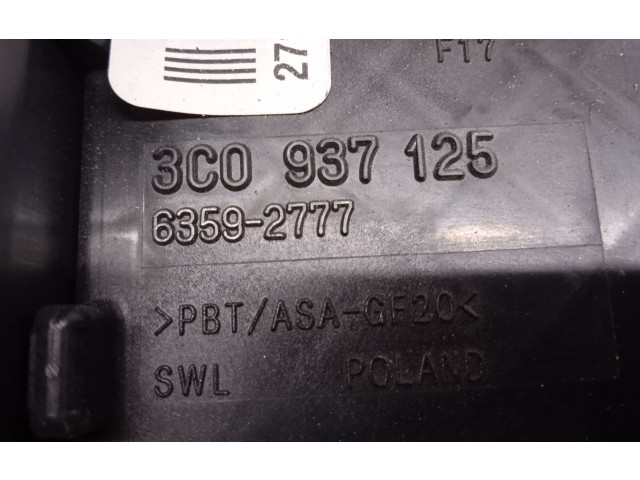 27
F17
3C0 937 125
6359-2777
>PBT/ASA-GF20<
SWL POLAND